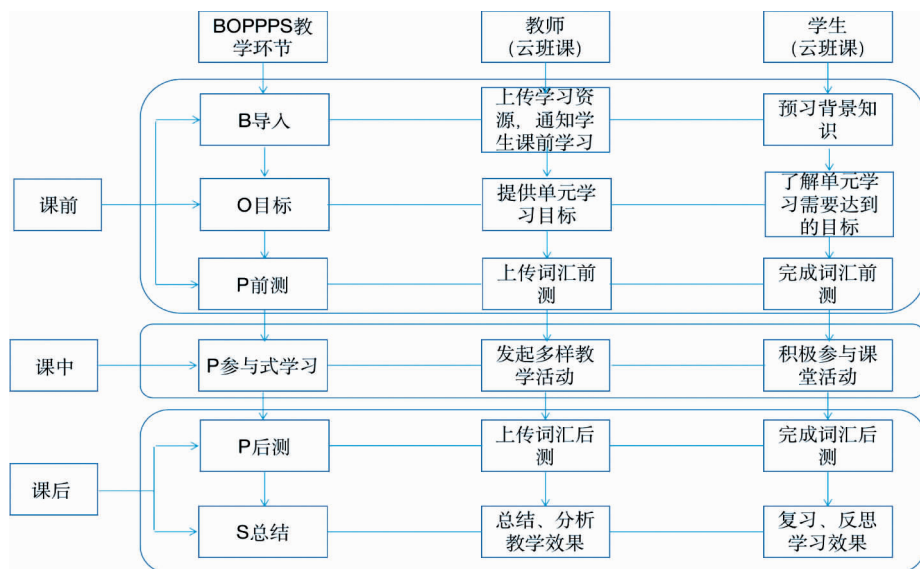 BOPPPS教
学环节
教师
(云班课)
学生
(云班课)
B导入
上传学习资
源，通知学
生课前学习
预习背景知
识
课前
O目标
提供单元学
习目标
了解单元学
习需要达到
的目标
P前测
上传词汇前
测
完成词汇前
测
课中
P参与式学习
发起多样教
学活动
积极参与课
堂活动
P后测
上传词汇后
测
完成词汇后
测
课后
S总结
总结、分析
教学效果
复习、反思
学习效果